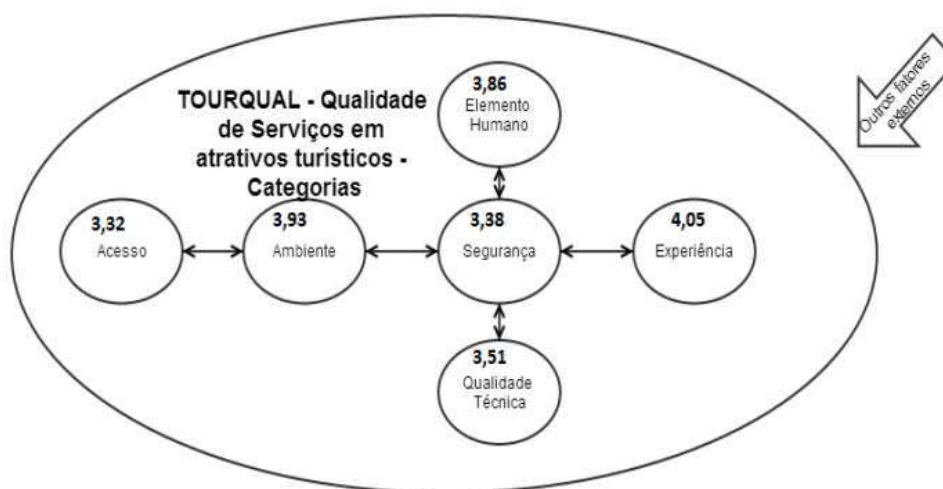 TOURQUAL - Qualidade
de Serviços em
atrativos turísticos -
Categorias
3,86
Elemento
Humano
Outros fatores
externos
3,32
Acesso
3,93
Ambiente
3,38
Segurança
4,05
Experiência
3,51
Qualidade
Técnica